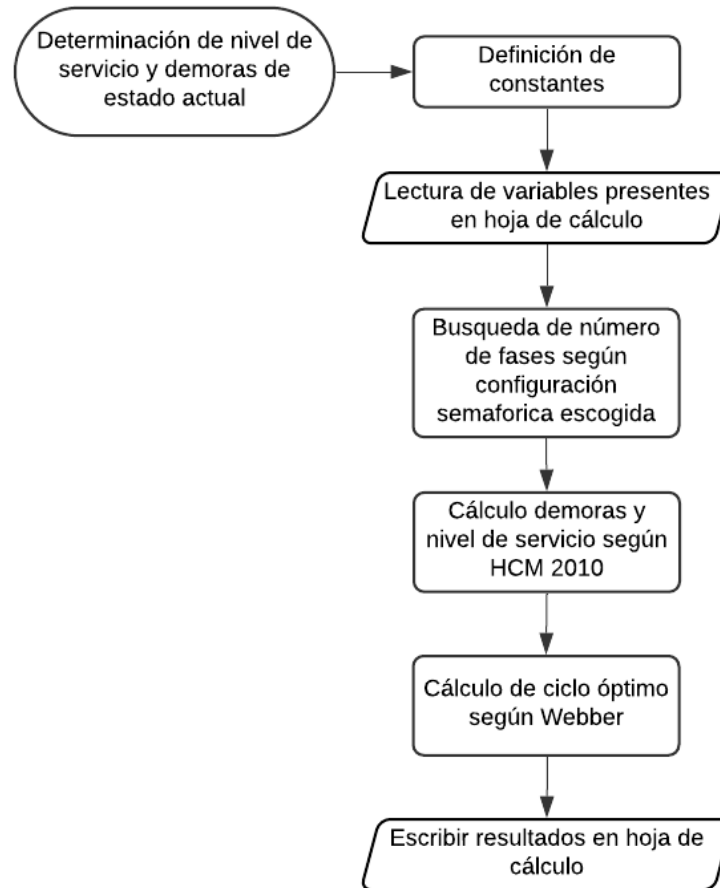 Determinación de nivel de
servicio y demoras de
estado actual
Definición de
constantes
Lectura de variables presentes
en hoja de cálculo
Busqueda de número
de fases según
configuración
semaforica escogida
Cálculo demoras y
nivel de servicio según
HCM 2010
Cálculo de ciclo óptimo
según Webber
Escribir resultados en hoja de
cálculo